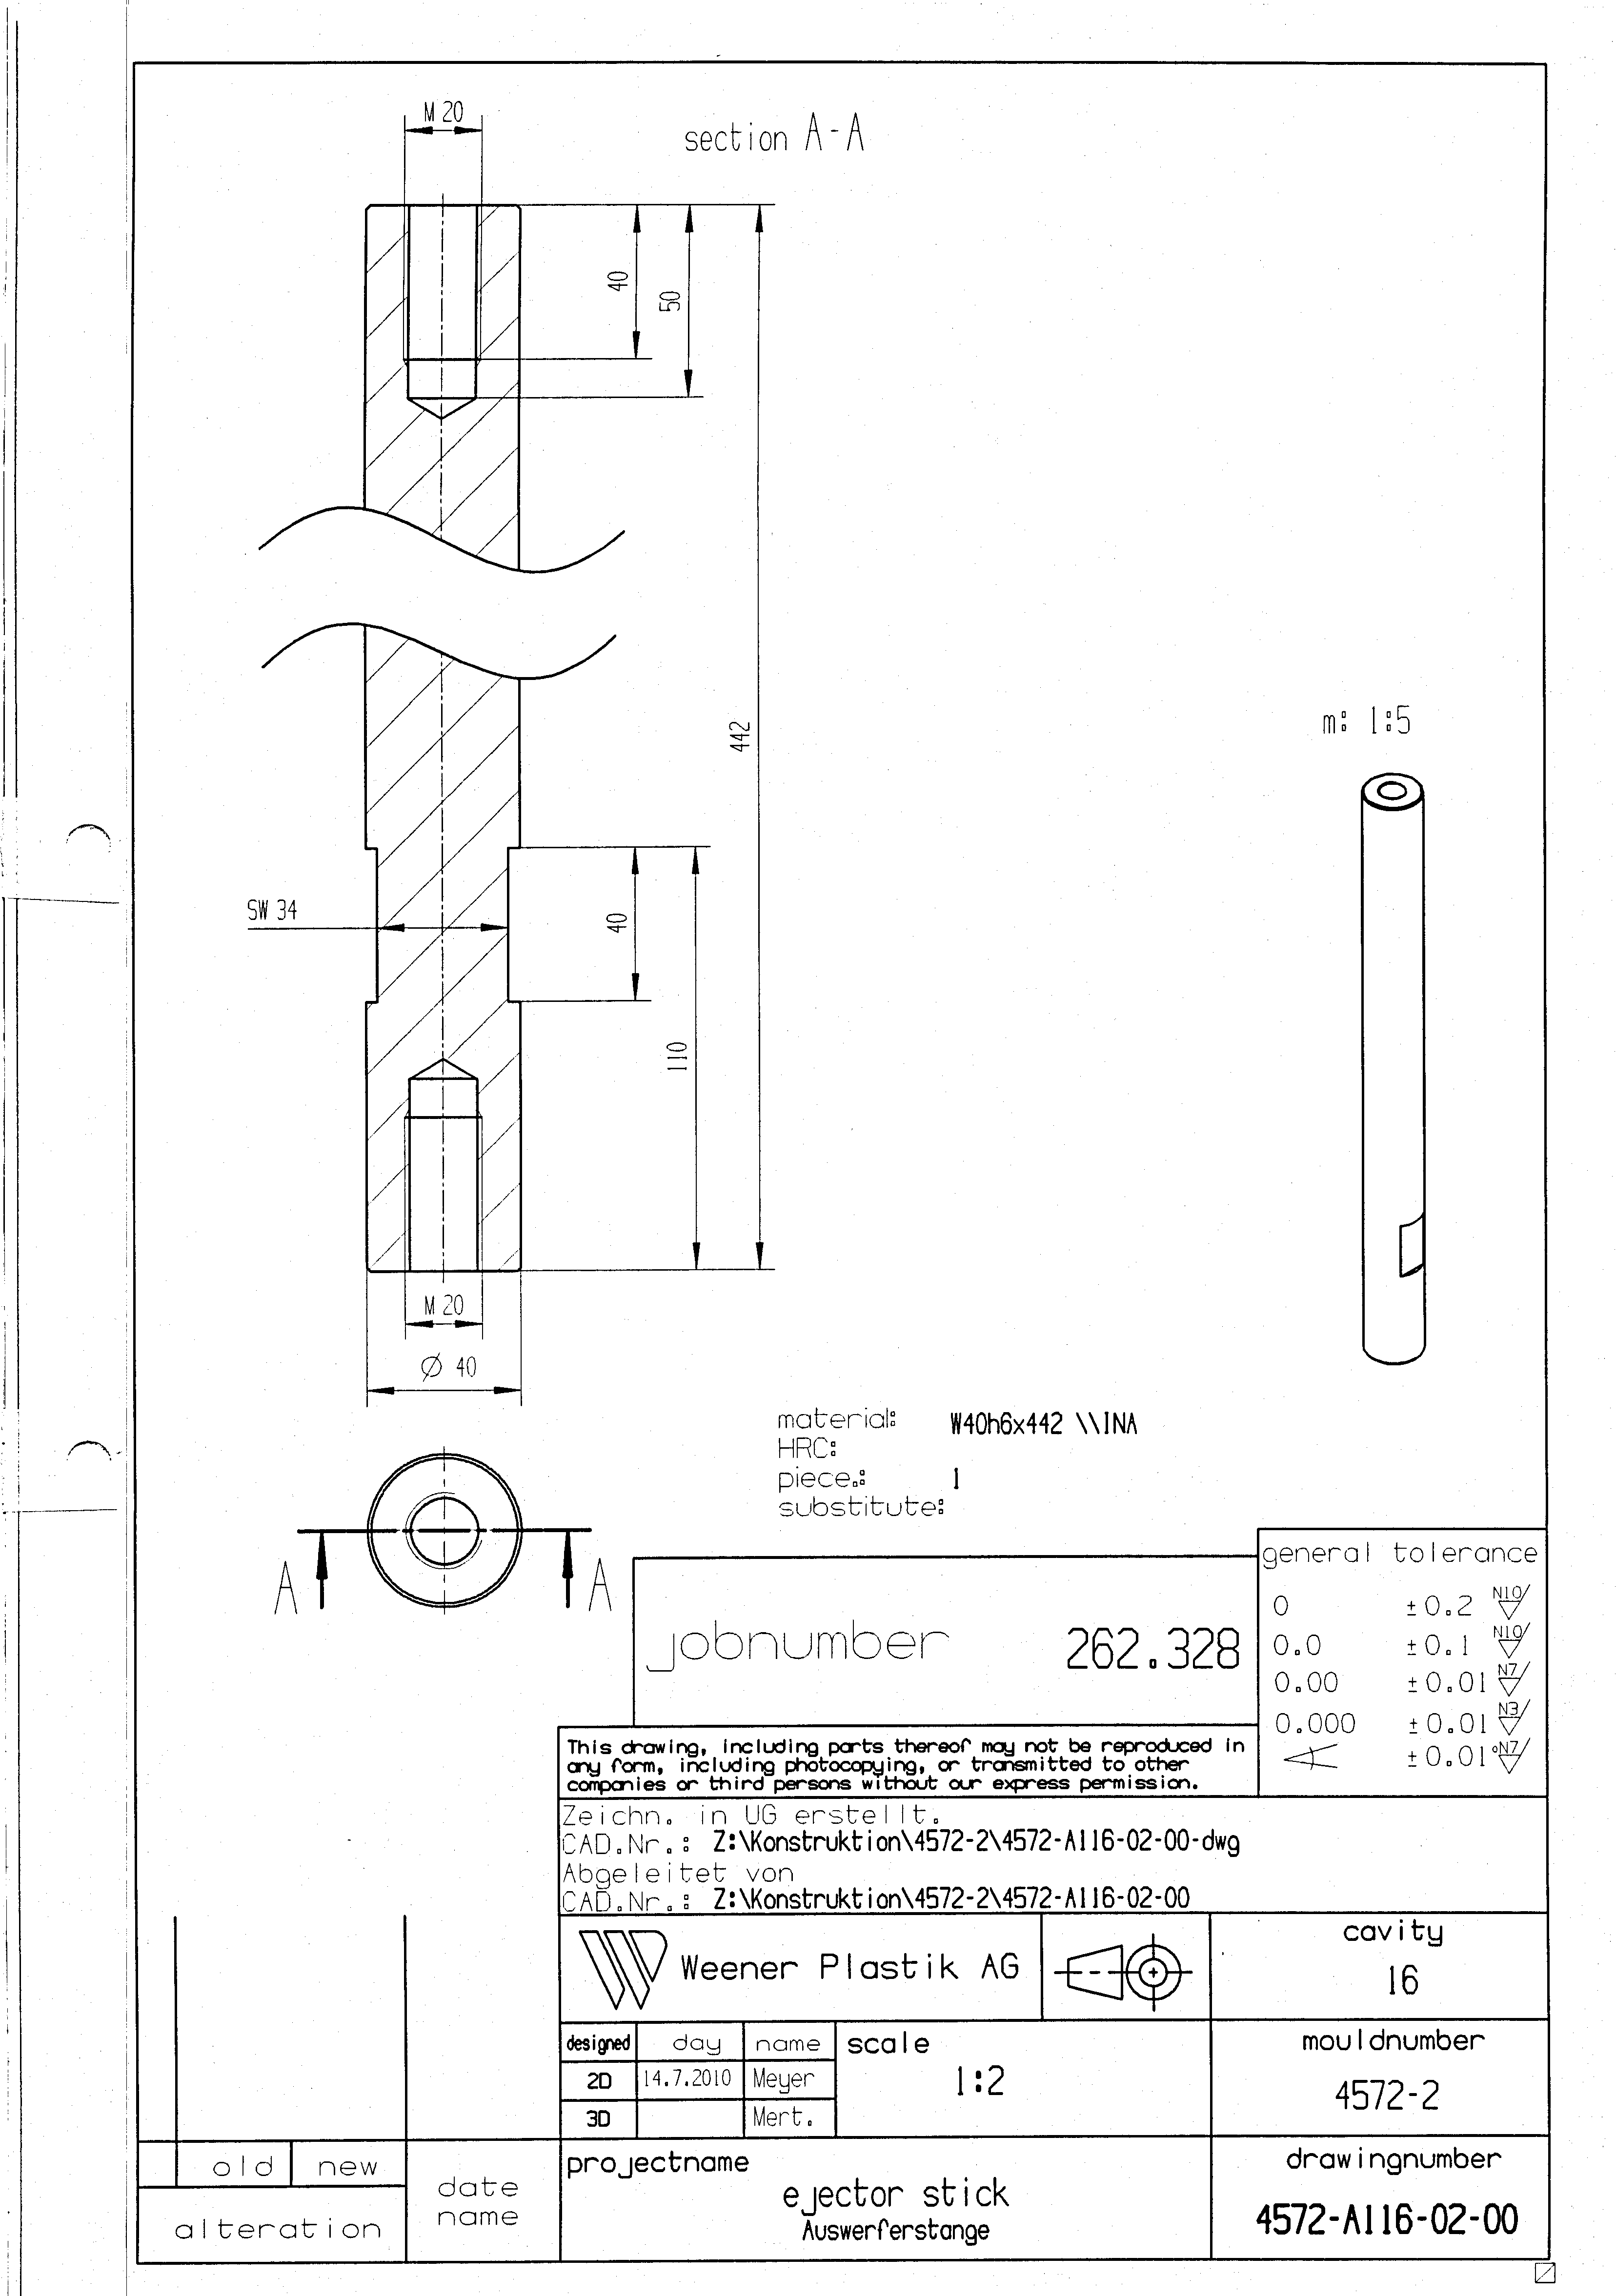 M 20
section A-A
40
50
442
m: 1:5
SW 34
40
110
M 20
Ø 40
material: W40h6x442 \\INA
HRC:
piece.: 1
substitute:
A A
general tolerance
0 ±0.2 N10
0.0 ±0.1 N10
0.00 ±0.01 N7
0.000 ±0.01 N3
±0.01° N7
jobnumber 262.328
This drawing, including parts thereof may not be reproduced in
any form, including photocopying, or transmitted to other
companies or third persons without our express permission.
Zeichn. in UG erstellt.
CAD.Nr.: Z:\Konstruktion\4572-2\4572-A116-02-00-dwg
Abgeleitet von
CAD.Nr.: Z:\Konstruktion\4572-2\4572-A116-02-00
Weener Plastik AG
cavity
16
designed day name
2D 14.7.2010 Meyer
3D Mert.
scale
1:2
mouldnumber
4572-2
old new
alteration
date
name
projectname
ejector stick
Auswerferstange
drawingnumber
4572-A116-02-00